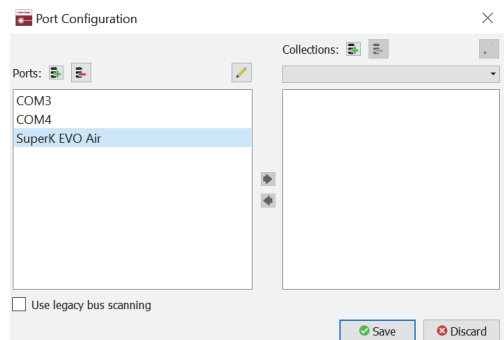 Port Configuration
Collections:
Ports:
COM3
COM4
SuperK EVO Air
Use legacy bus scanning
Save
Discard